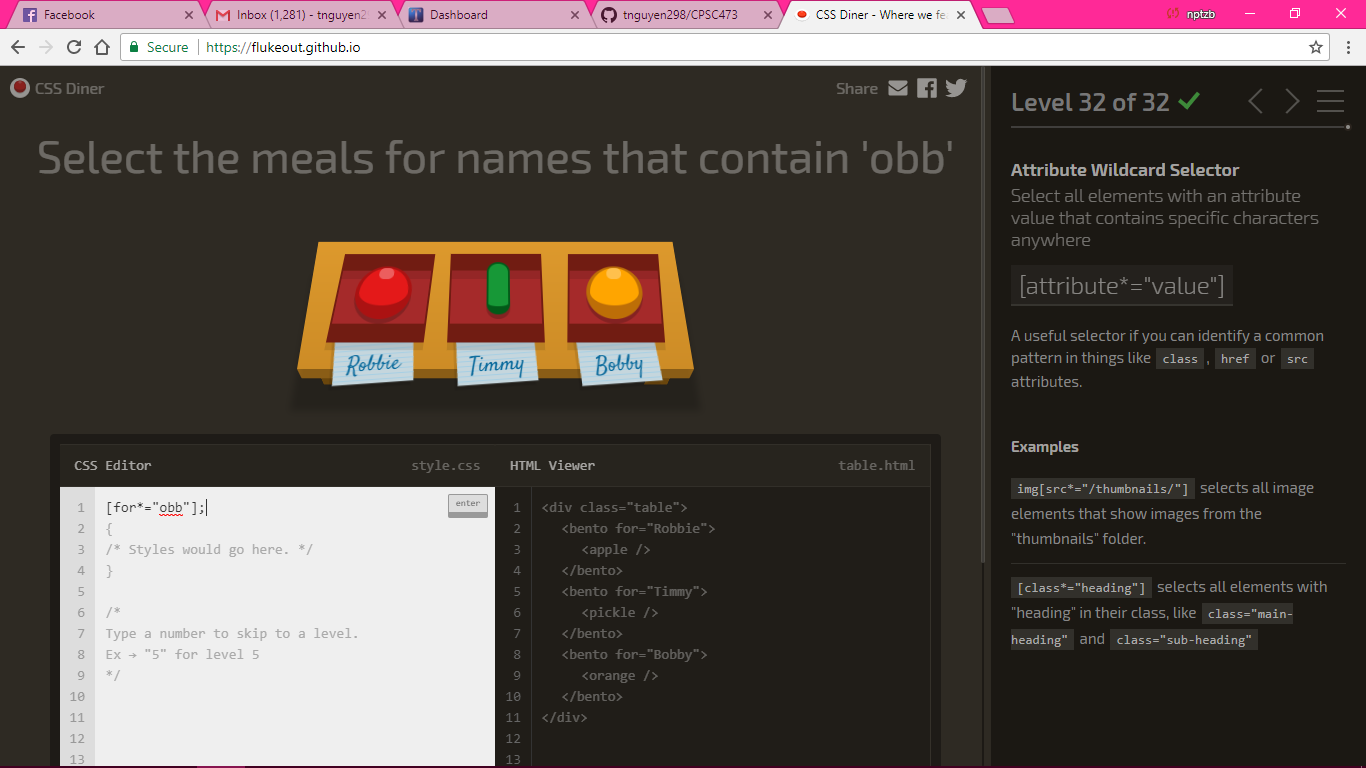 Facebook
Inbox (1,281) - tnguyen29
Dashboard
tnguyen298/CPSC473
CSS Diner - Where we fe
nptzb
Secure
https://flukeout.github.io
CSS Diner
Share
Select the meals for names that contain 'obb'
Robbie
Timmy
Bobby
CSS Editor
style.css
1 [for*="obb"];
enter
2 {
3 /* Styles would go here. */
4 }
5
6 /*
7 Type a number to skip to a level.
8 Ex → "5" for level 5
9 */
10
11
12
13
HTML Viewer
table.html
1 <div class="table">
2 <bento for="Robbie">
3 <apple />
4 </bento>
5 <bento for="Timmy">
6 <pickle />
7 </bento>
8 <bento for="Bobby">
9 <orange />
10 </bento>
11 </div>
12
13
Level 32 of 32
Attribute Wildcard Selector
Select all elements with an attribute
value that contains specific characters
anywhere
[attribute*="value"]
A useful selector if you can identify a common
pattern in things like class, href or src
attributes.
Examples
img[src*="/thumbnails/"] selects all image
elements that show images from the
"thumbnails" folder.
[class*="heading"] selects all elements with
"heading" in their class, like class="main-
heading" and class="sub-heading"